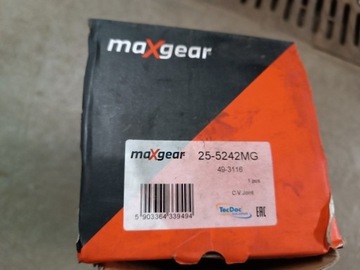 maXgear
maXgear 25-5242MG
49-3116
1 pcs
C.V. Joint
5 903364 339494
TecDoc
EAC